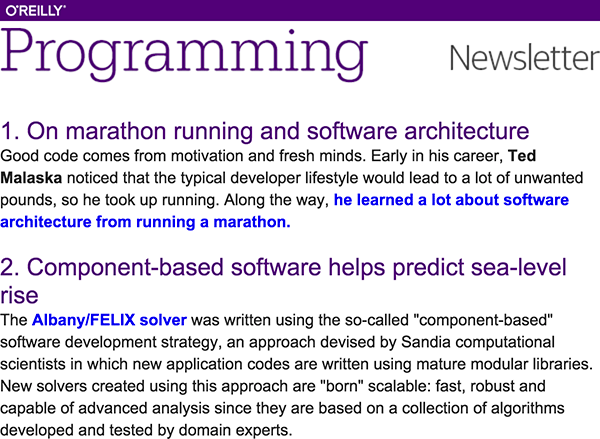 O'REILLY®
Programming Newsletter
1. On marathon running and software architecture
Good code comes from motivation and fresh minds. Early in his career, Ted
Malaska noticed that the typical developer lifestyle would lead to a lot of unwanted
pounds, so he took up running. Along the way, he learned a lot about software
architecture from running a marathon.
2. Component-based software helps predict sea-level
rise
The Albany/FELIX solver was written using the so-called "component-based"
software development strategy, an approach devised by Sandia computational
scientists in which new application codes are written using mature modular libraries.
New solvers created using this approach are "born" scalable: fast, robust and
capable of advanced analysis since they are based on a collection of algorithms
developed and tested by domain experts.